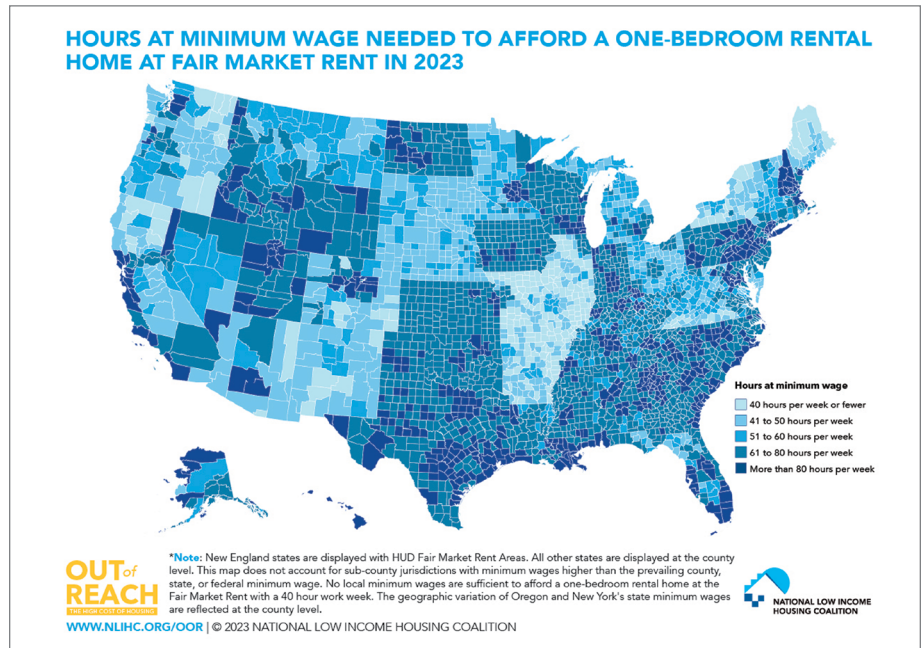 HOURS AT MINIMUM WAGE NEEDED TO AFFORD A ONE-BEDROOM RENTAL
HOME AT FAIR MARKET RENT IN 2023
Hours at minimum wage
40 hours per week or fewer
41 to 50 hours per week
51 to 60 hours per week
61 to 80 hours per week
More than 80 hours per week
*Note: New England states are displayed with HUD Fair Market Rent Areas. All other states are displayed at the county
level. This map does not account for sub-county jurisdictions with minimum wages higher than the prevailing county,
state, or federal minimum wage. No local minimum wages are sufficient to afford a one-bedroom rental home at the
Fair Market Rent with a 40 hour work week. The geographic variation of Oregon and New York's state minimum wages
are reflected at the county level.
OUT of
REACH
THE HIGH COST OF HOUSING
WWW.NLIHC.ORG/OOR | © 2023 NATIONAL LOW INCOME HOUSING COALITION
NATIONAL LOW INCOME
HOUSING COALITION